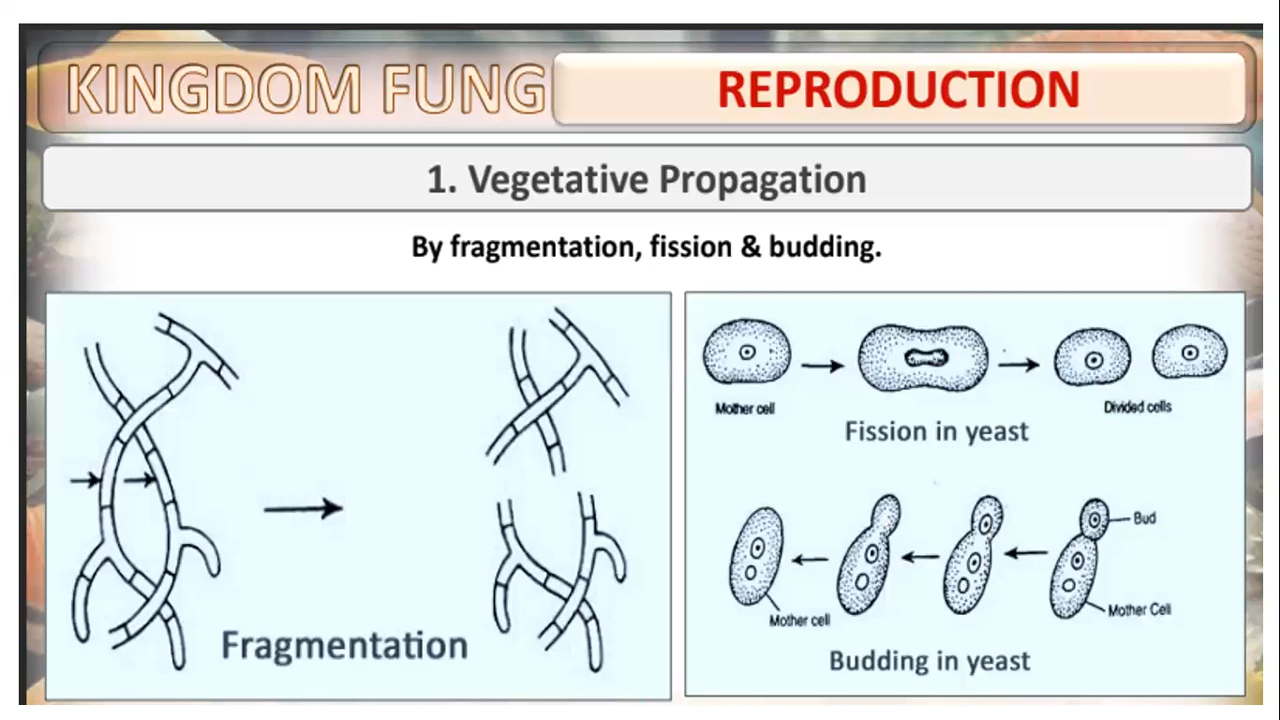 KINGDOM FUNG
REPRODUCTION
1. Vegetative Propagation
By fragmentation, fission & budding.
Fragmentation
Mother cell
Divided cells
Fission in yeast
Bud
Mother cell
Mother Cell
Budding in yeast